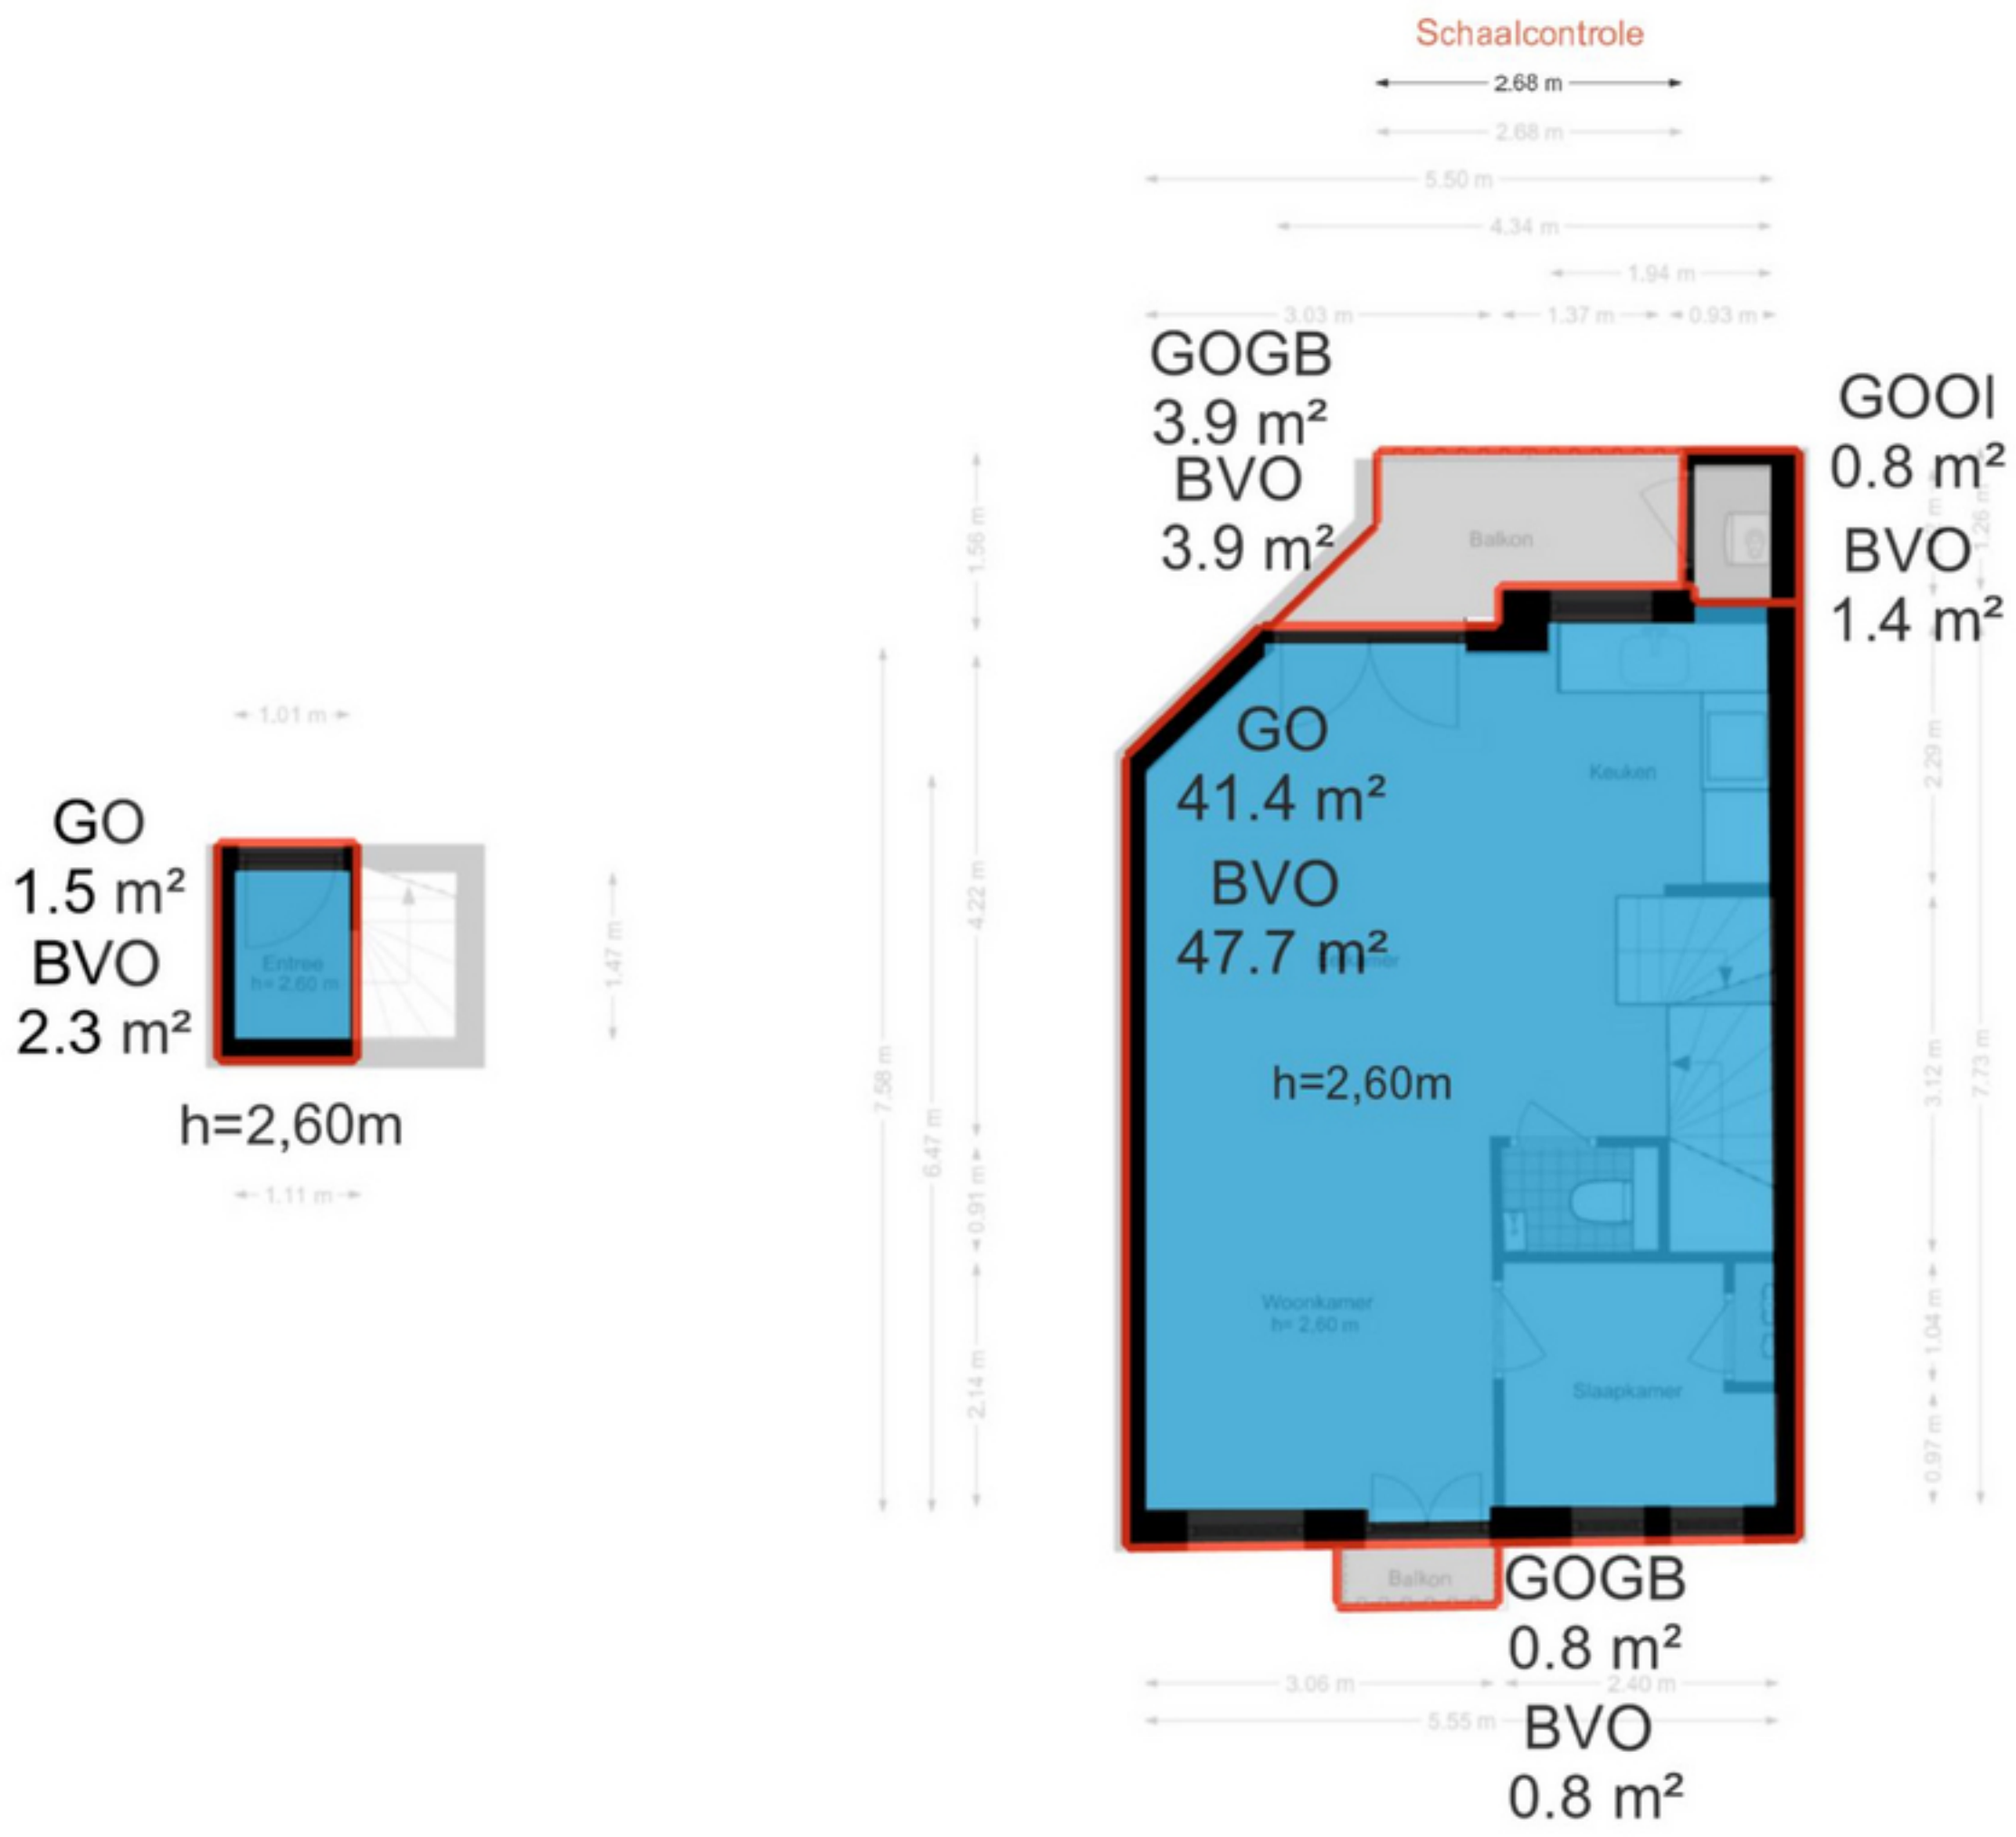 Schaalcontrole
2.68 m
2.68 m
5.50 m
4.34 m
1.94 m
3.03 m
1.37 m
0.93 m
GOGB
3.9 m²
BVO
3.9 m²
GOOI
0.8 m²
BVO
1.4 m²
1.26 m
1.56 m
Balkon
1.01 m
GO
1.5 m²
BVO
2.3 m²
Entree
h= 2.60 m
h=2,60m
1.11 m
1.47 m
7.58 m
6.47 m
4.22 m
0.91 m
2.14 m
GO
41.4 m²
BVO
47.7 m²
Keuken
h=2,60m
Woonkamer
h= 2,60 m
Slaapkamer
2.29 m
3.12 m
7.73 m
1.04 m
0.97 m
Balkon
GOGB
0.8 m²
BVO
0.8 m²
3.06 m
2.40 m
5.55 m